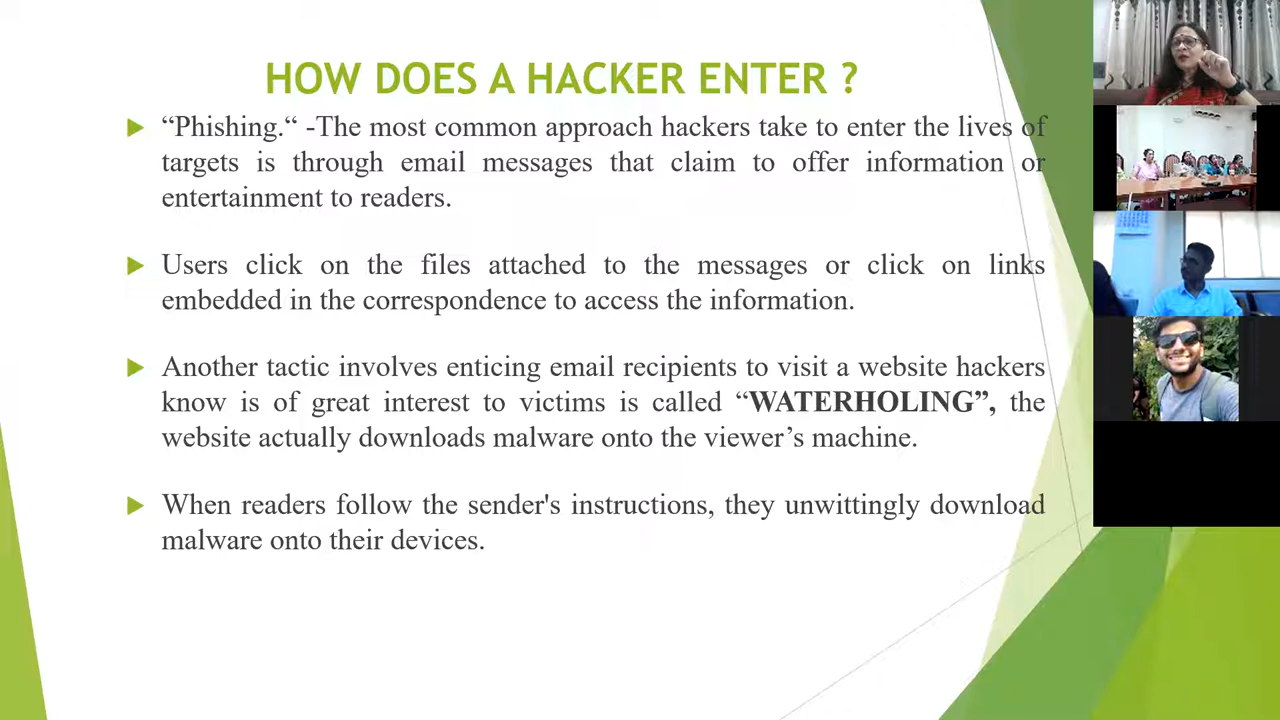 HOW DOES A HACKER ENTER ?
“Phishing.“ -The most common approach hackers take to enter the lives of
targets is through email messages that claim to offer information or
entertainment to readers.
Users click on the files attached to the messages or click on links
embedded in the correspondence to access the information.
Another tactic involves enticing email recipients to visit a website hackers
know is of great interest to victims is called “WATERHOLING”, the
website actually downloads malware onto the viewer’s machine.
When readers follow the sender's instructions, they unwittingly download
malware onto their devices.